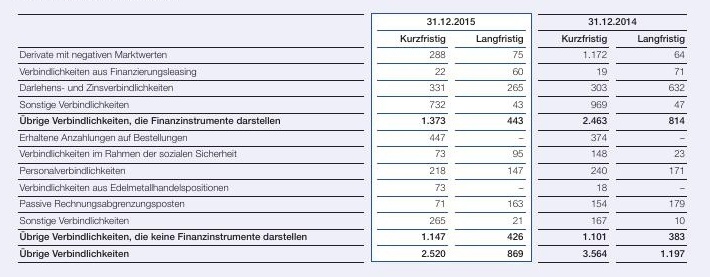 31.12.2015 31.12.2014
Kurzfristig Langfristig Kurzfristig Langfristig
Derivate mit negativen Marktwerten 288 75 1.172 64
Verbindlichkeiten aus Finanzierungsleasing 22 60 19 71
Darlehens- und Zinsverbindlichkeiten 331 265 303 632
Sonstige Verbindlichkeiten 732 43 969 47
Übrige Verbindlichkeiten, die Finanzinstrumente darstellen 1.373 443 2.463 814
Erhaltene Anzahlungen auf Bestellungen 447 – 374 –
Verbindlichkeiten im Rahmen der sozialen Sicherheit 73 95 148 23
Personalverbindlichkeiten 218 147 240 171
Verbindlichkeiten aus Edelmetallhandelspositionen 73 – 18 –
Passive Rechnungsabgrenzungsposten 71 163 154 179
Sonstige Verbindlichkeiten 265 21 167 10
Übrige Verbindlichkeiten, die keine Finanzinstrumente darstellen 1.147 426 1.101 383
Übrige Verbindlichkeiten 2.520 869 3.564 1.197